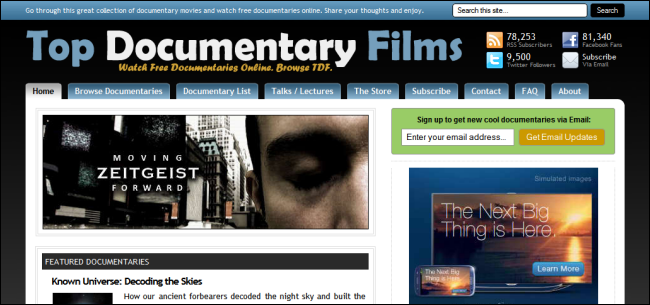 Go through this great collection of documentary movies and watch free documentaries online. Share your thoughts and enjoy.
Search this site...
Search
Top Documentary Films
Watch Free Documentaries Online. Browse TDF.
78,253
RSS Subscribers
81,340
Facebook Fans
9,500
Twitter Followers
Subscribe
Via Email
Home
Browse Documentaries
Documentary List
Talks / Lectures
The Store
Subscribe
Contact
FAQ
About
MOVING
ZEITGEIST
FORWARD
Sign up to get new cool documentaries via Email:
Enter your email address...
Get Email Updates
Simulated images
The Next Big
Thing is Here,
The Next Big
Thing is Here,
Learn More
FEATURED DOCUMENTARIES
Known Universe: Decoding the Skies
How our ancient forbearers decoded the night sky and built the